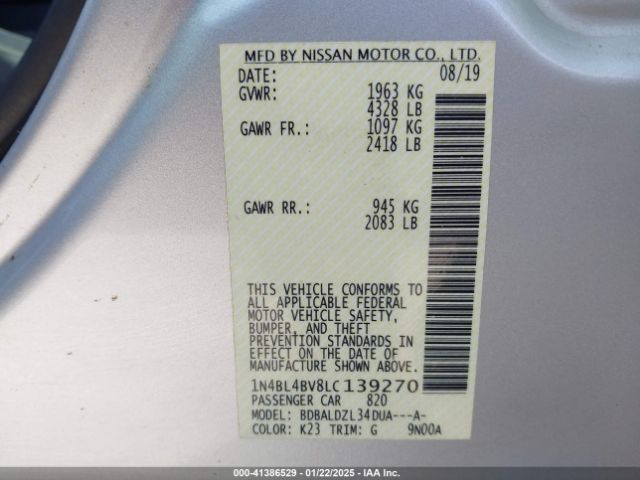 MFD BY NISSAN MOTOR CO., LTD.
DATE: 08/19
GVWR: 1963 KG
4328 LB
GAWR FR.: 1097 KG
2418 LB
GAWR RR.: 945 KG
2083 LB
THIS VEHICLE CONFORMS TO
ALL APPLICABLE FEDERAL
MOTOR VEHICLE SAFETY,
BUMPER, AND THEFT
PREVENTION STANDARDS IN
EFFECT ON THE DATE OF
MANUFACTURE SHOWN ABOVE.
1N4BL4BV8LC139270
PASSENGER CAR 820
MODEL: BDBALDZL34DUA---A-
COLOR: K23 TRIM: G 9N00A
000-41386529 - 01/22/2025 - IAA Inc.